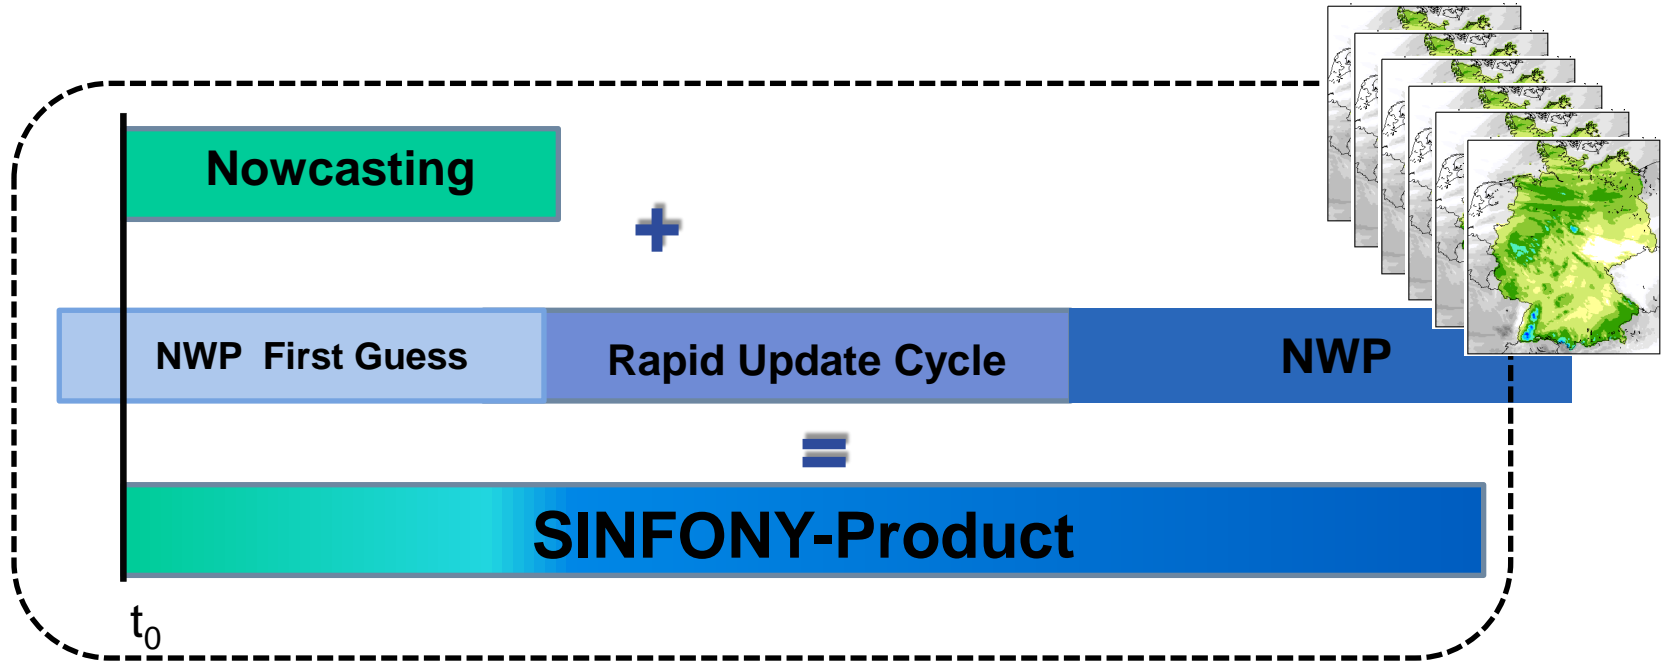 Nowcasting
+
NWP First Guess
Rapid Update Cycle
NWP
=
SINFONY-Product
t₀